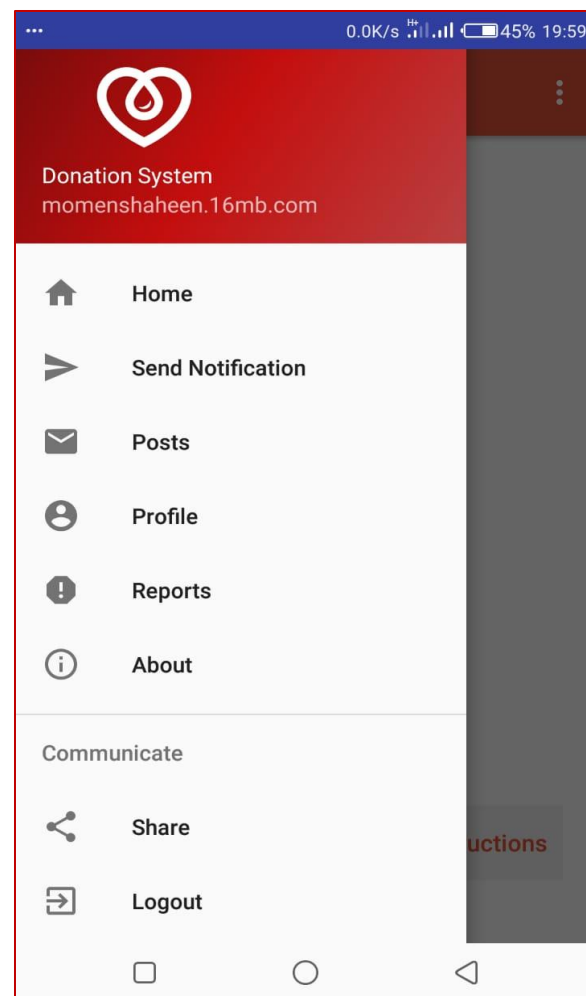 0.0K/s H+ 45% 19:59
Donation System
momenshaheen.16mb.com
Home
Send Notification
Posts
Profile
Reports
About
Communicate
Share
uctions
Logout